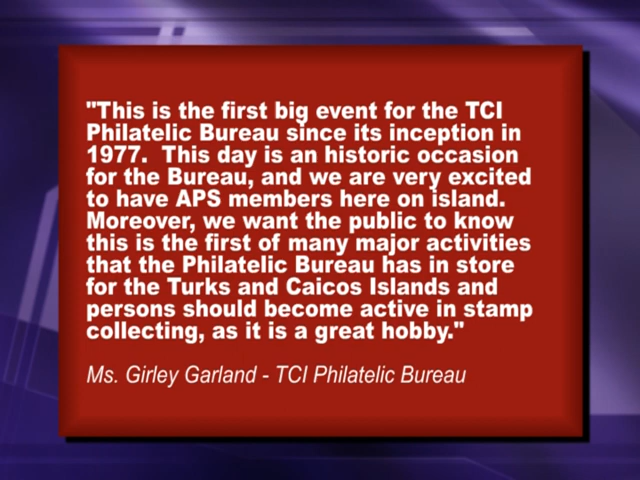 "This is the first big event for the TCI
Philatelic Bureau since its inception in
1977.  This day is an historic occasion
for the Bureau, and we are very excited
to have APS members here on island.
Moreover, we want the public to know
this is the first of many major activities
that the Philatelic Bureau has in store
for the Turks and Caicos Islands and
persons should become active in stamp
collecting, as it is a great hobby."
Ms. Girley Garland - TCI Philatelic Bureau